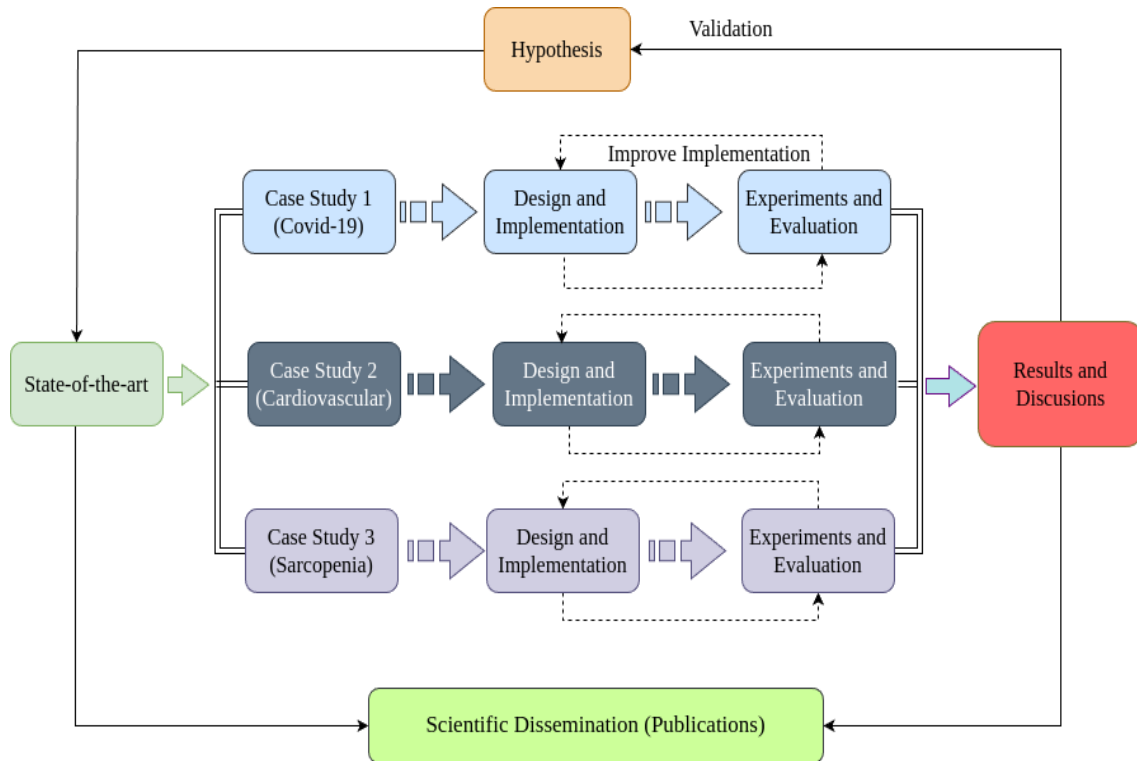 Validation
Hypothesis
Improve Implementation
Case Study 1
(Covid-19)
Design and
Implementation
Experiments and
Evaluation
State-of-the-art
Case Study 2
(Cardiovascular)
Design and
Implementation
Experiments and
Evaluation
Results and
Discusions
Case Study 3
(Sarcopenia)
Design and
Implementation
Experiments and
Evaluation
Scientific Dissemination (Publications)